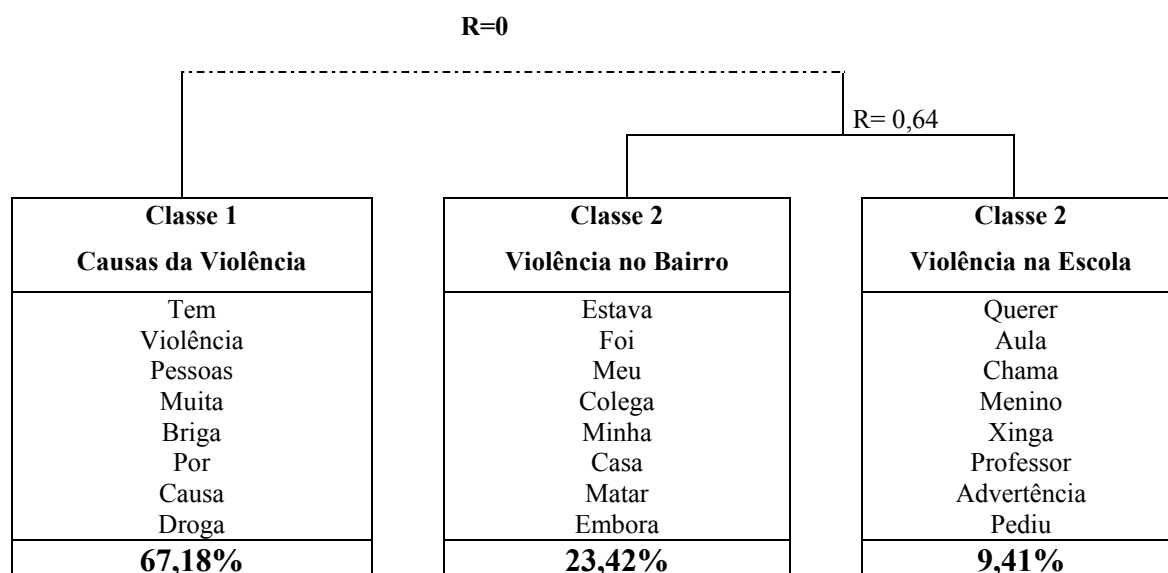 R=0
R= 0,64
Classe 1
Causas da Violência
Tem
Violência
Pessoas
Muita
Briga
Por
Causa
Droga
67,18%
Classe 2
Violência no Bairro
Estava
Foi
Meu
Colega
Minha
Casa
Matar
Embora
23,42%
Classe 2
Violência na Escola
Querer
Aula
Chama
Menino
Xinga
Professor
Advertência
Pediu
9,41%